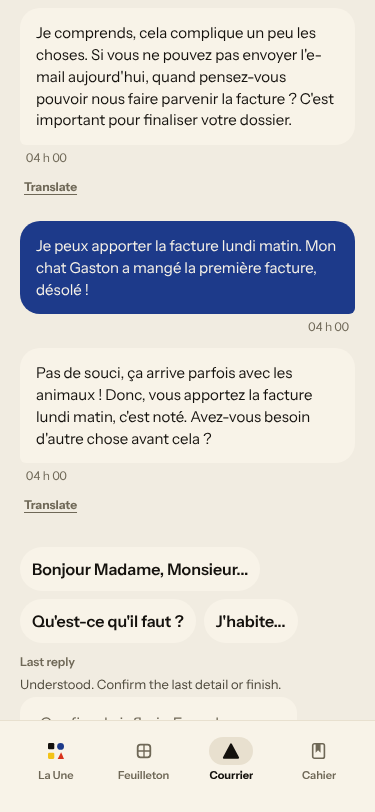 Je comprends, cela complique un peu les
choses. Si vous ne pouvez pas envoyer l'e-
mail aujourd'hui, quand pensez-vous
pouvoir nous faire parvenir la facture ? C'est
important pour finaliser votre dossier.
04 h 00
Translate
Je peux apporter la facture lundi matin. Mon
chat Gaston a mangé la première facture,
désolé !
04 h 00
Pas de souci, ça arrive parfois avec les
animaux ! Donc, vous apportez la facture
lundi matin, c'est noté. Avez-vous besoin
d'autre chose avant cela ?
04 h 00
Translate
Bonjour Madame, Monsieur...
Qu'est-ce qu'il faut ? J'habite...
Last reply
Understood. Confirm the last detail or finish.
La Une Feuilleton Courrier Cahier